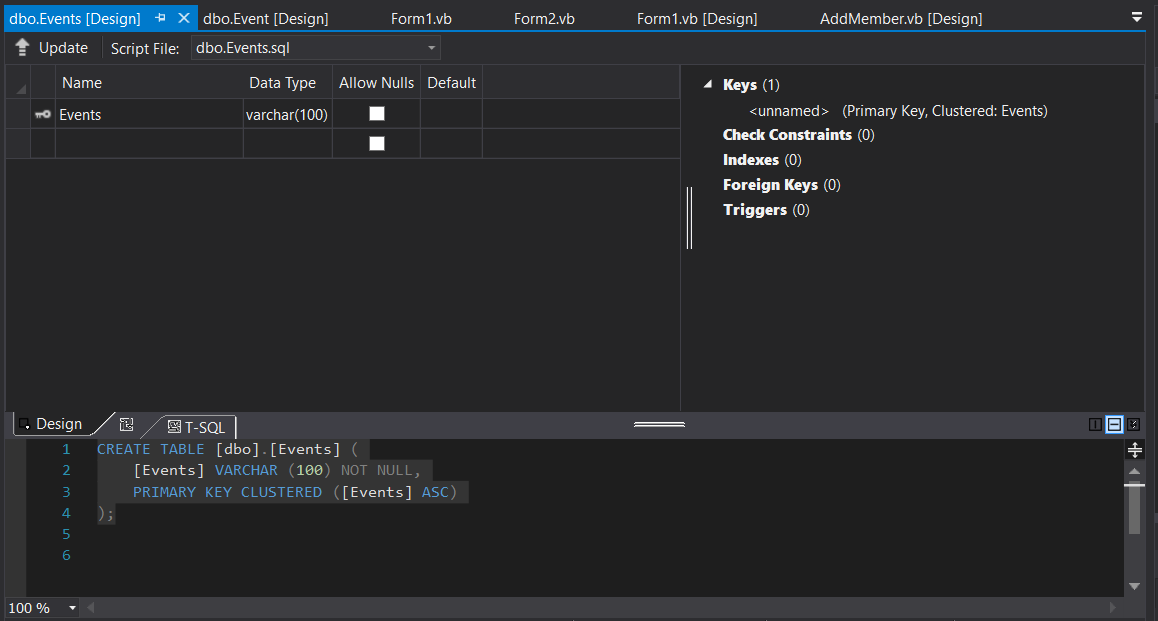 dbo.Events [Design] dbo.Event [Design] Form1.vb Form2.vb Form1.vb [Design] AddMember.vb [Design]
Update Script File: dbo.Events.sql
Name Data Type Allow Nulls Default
Events varchar(100)
Keys (1)
<unnamed> (Primary Key, Clustered: Events)
Check Constraints (0)
Indexes (0)
Foreign Keys (0)
Triggers (0)
Design T-SQL
1 CREATE TABLE [dbo].[Events] (
2 [Events] VARCHAR (100) NOT NULL,
3 PRIMARY KEY CLUSTERED ([Events] ASC)
4 );
5
6
100 %